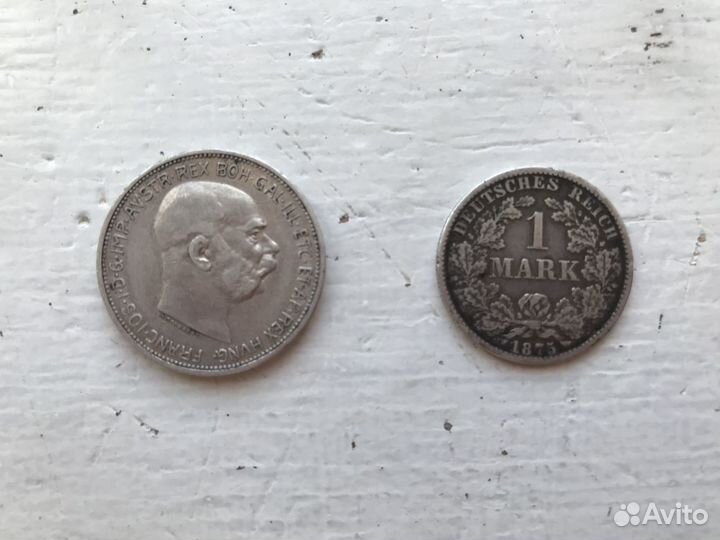 FRANC·IOS·I·D·G·IMP·AVSTR·REX BOH·GAL·ILL·ETC·ET AP·REX HVNG·
DEUTSCHES REICH
1
MARK
1875
Avito